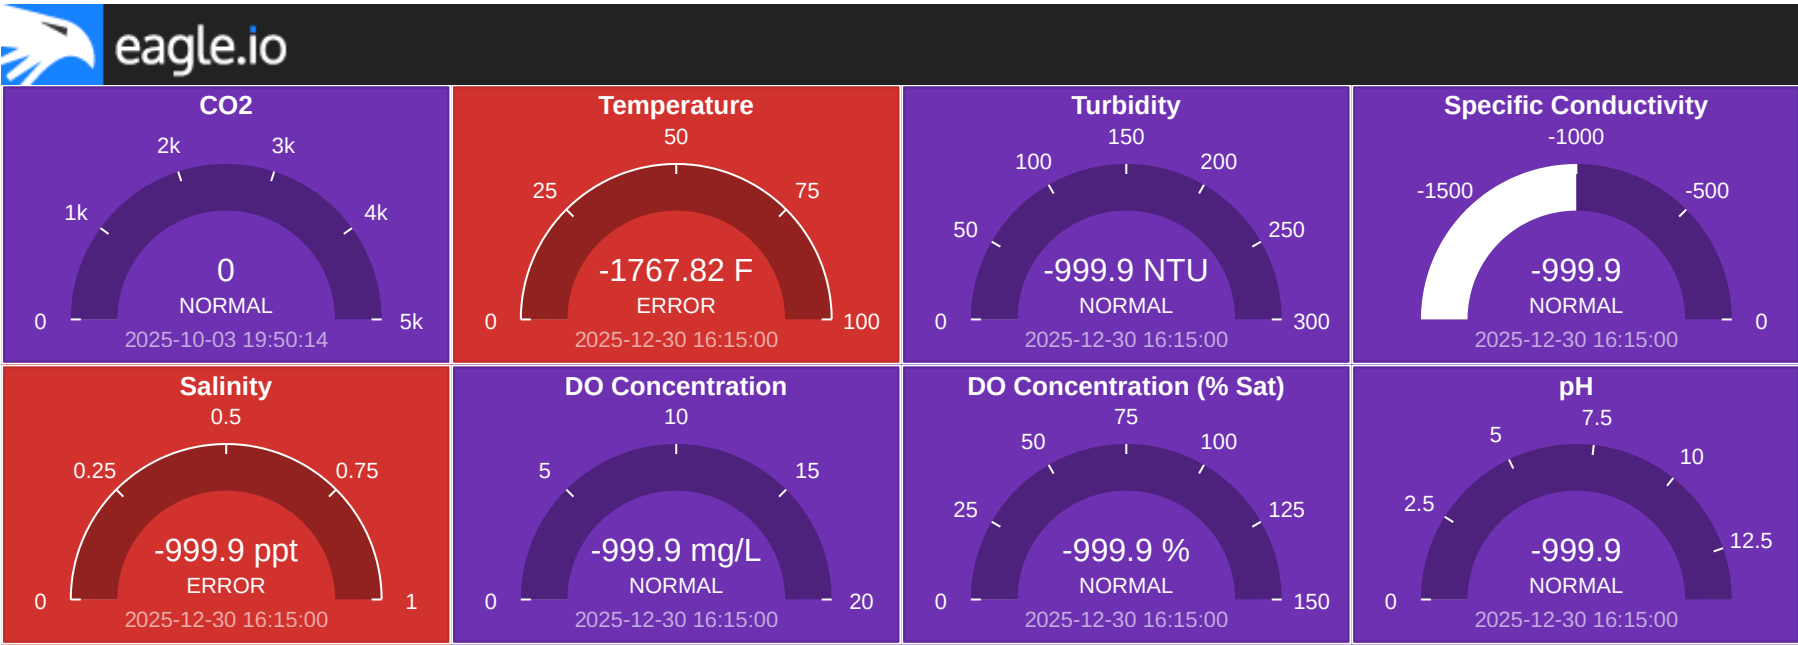 eagle.io
CO2
0
1k
2k
3k
4k
5k
0
NORMAL
2025-10-03 19:50:14
Temperature
0
25
50
75
100
-1767.82 F
ERROR
2025-12-30 16:15:00
Turbidity
0
50
100
150
200
250
300
-999.9 NTU
NORMAL
2025-12-30 16:15:00
Specific Conductivity
-1500
-1000
-500
0
-999.9
NORMAL
2025-12-30 16:15:00
Salinity
0
0.25
0.5
0.75
1
-999.9 ppt
ERROR
2025-12-30 16:15:00
DO Concentration
0
5
10
15
20
-999.9 mg/L
NORMAL
2025-12-30 16:15:00
DO Concentration (% Sat)
0
25
50
75
100
125
150
-999.9 %
NORMAL
2025-12-30 16:15:00
pH
0
2.5
5
7.5
10
12.5
-999.9
NORMAL
2025-12-30 16:15:00